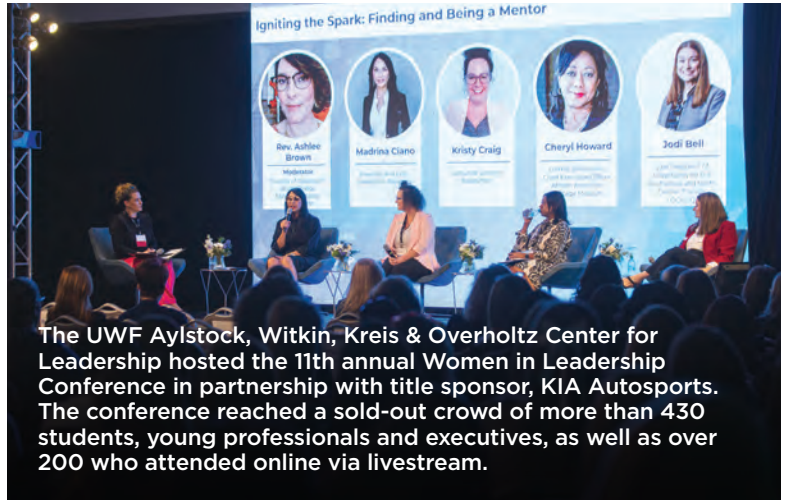 Igniting the Spark: Finding and Being a Mentor
Rev. Ashlee
Brown
Moderator
Madrina Ciano
Kristy Craig
Cheryl Howard
Jodi Bell
The UWF Aylstock, Witkin, Kreis & Overholtz Center for
Leadership hosted the 11th annual Women in Leadership
Conference in partnership with title sponsor, KIA Autosports.
The conference reached a sold-out crowd of more than 430
students, young professionals and executives, as well as over
200 who attended online via livestream.